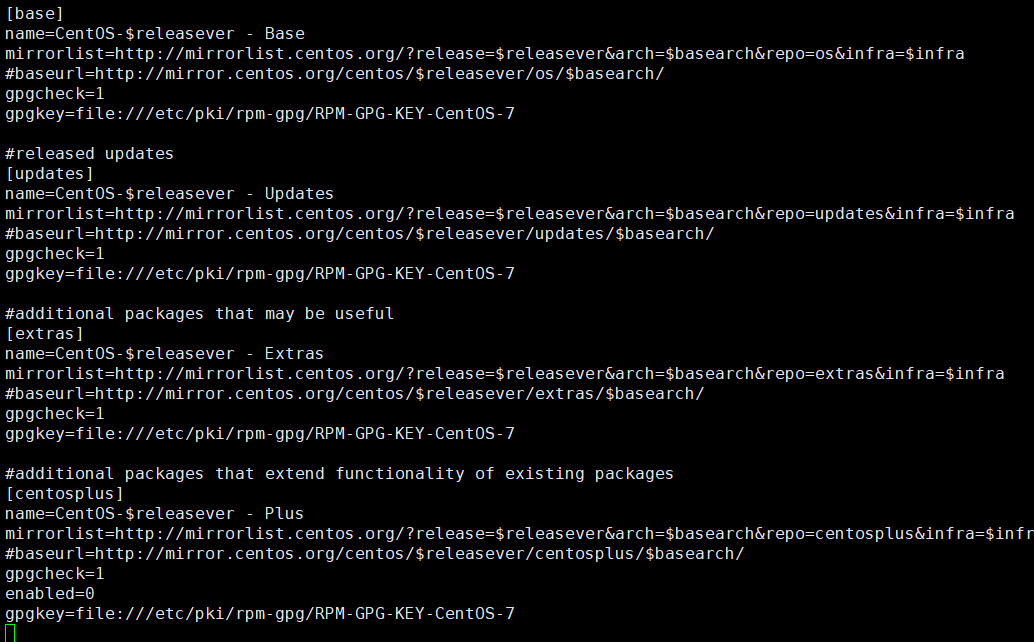 [base]
name=CentOS-$releasever - Base
mirrorlist=http://mirrorlist.centos.org/?release=$releasever&arch=$basearch&repo=os&infra=$infra
#baseurl=http://mirror.centos.org/centos/$releasever/os/$basearch/
gpgcheck=1
gpgkey=file:///etc/pki/rpm-gpg/RPM-GPG-KEY-CentOS-7

#released updates
[updates]
name=CentOS-$releasever - Updates
mirrorlist=http://mirrorlist.centos.org/?release=$releasever&arch=$basearch&repo=updates&infra=$infra
#baseurl=http://mirror.centos.org/centos/$releasever/updates/$basearch/
gpgcheck=1
gpgkey=file:///etc/pki/rpm-gpg/RPM-GPG-KEY-CentOS-7

#additional packages that may be useful
[extras]
name=CentOS-$releasever - Extras
mirrorlist=http://mirrorlist.centos.org/?release=$releasever&arch=$basearch&repo=extras&infra=$infra
#baseurl=http://mirror.centos.org/centos/$releasever/extras/$basearch/
gpgcheck=1
gpgkey=file:///etc/pki/rpm-gpg/RPM-GPG-KEY-CentOS-7

#additional packages that extend functionality of existing packages
[centosplus]
name=CentOS-$releasever - Plus
mirrorlist=http://mirrorlist.centos.org/?release=$releasever&arch=$basearch&repo=centosplus&infra=$infr
#baseurl=http://mirror.centos.org/centos/$releasever/centosplus/$basearch/
gpgcheck=1
enabled=0
gpgkey=file:///etc/pki/rpm-gpg/RPM-GPG-KEY-CentOS-7